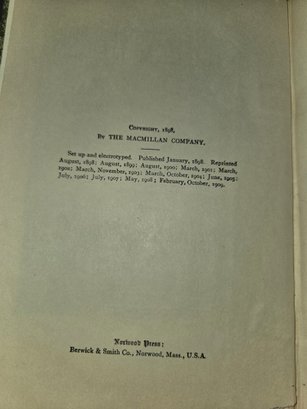 Copyright, 1898,
By THE MACMILLAN COMPANY.
Set up and electrotyped. Published January, 1898. Reprinted
August, 1898; August, 1899; August, 1900; March, 1901; March,
1902; March, November, 1903; March, October, 1904; June, 1905;
July, 1906; July, 1907; May, 1908; February, October, 1909.
Norwood Press:
Berwick & Smith Co., Norwood, Mass., U.S.A.